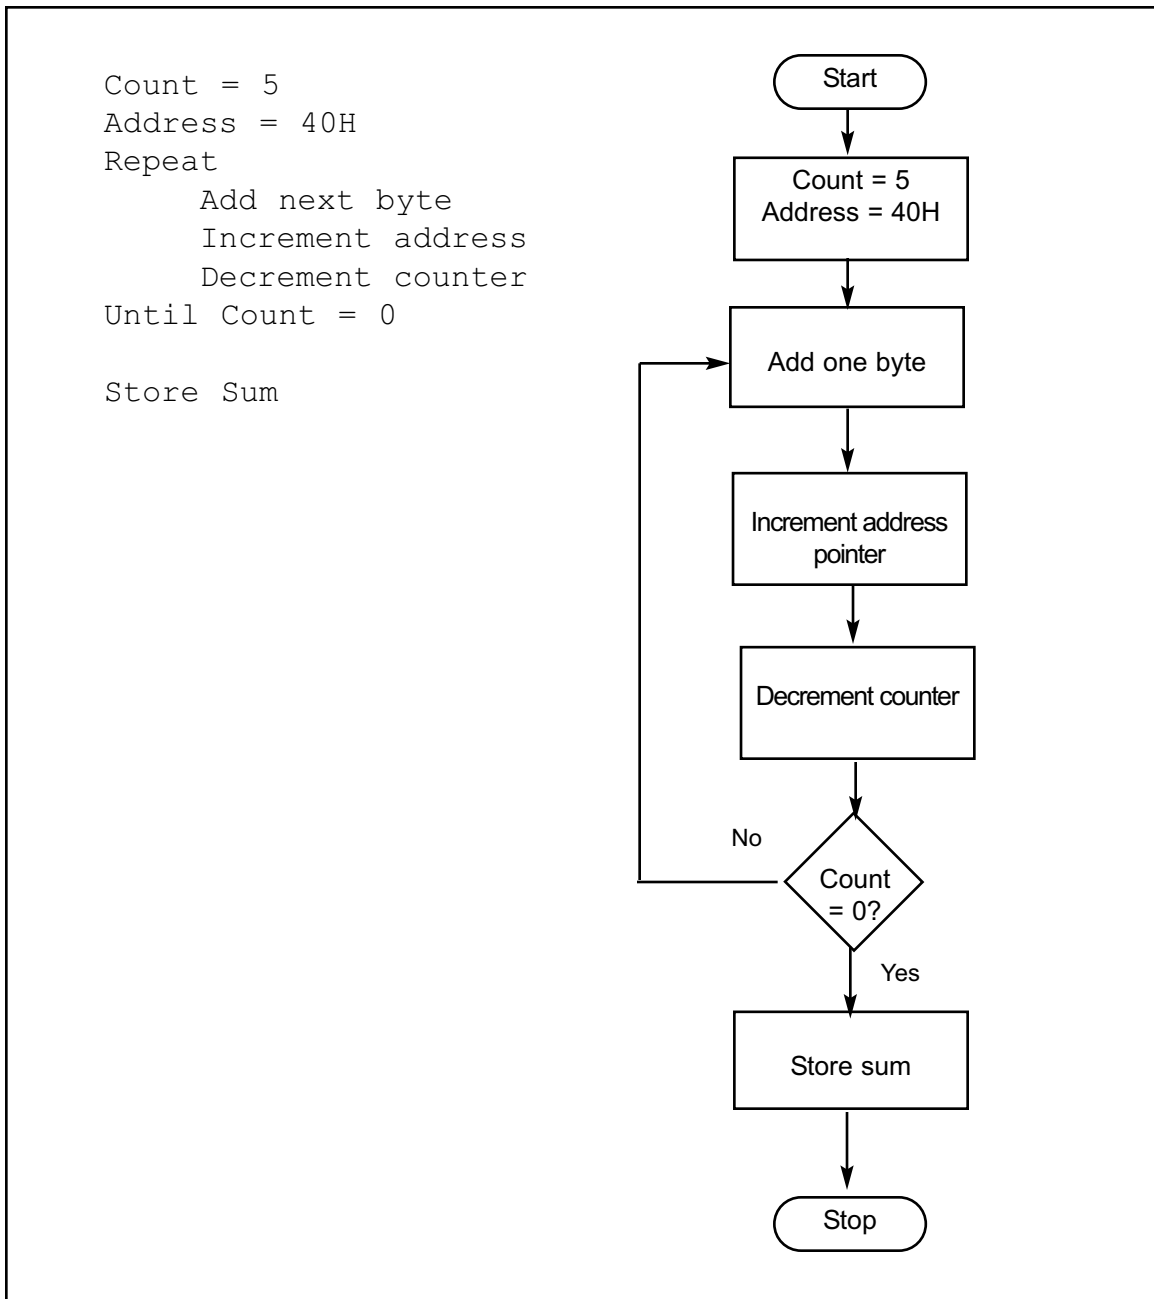 Count = 5
Address = 40H
Repeat
Add next byte
Increment address
Decrement counter
Until Count = 0
Store Sum
Start
Count = 5
Address = 40H
Add one byte
Increment address
pointer
Decrement counter
No
Count
= 0?
Yes
Store sum
Stop